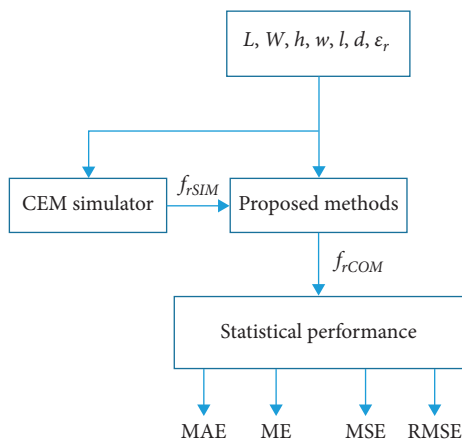 L, W, h, w, l, d, εr
frSIM
CEM simulator
Proposed methods
frCOM
Statistical performance
MAE ME MSE RMSE